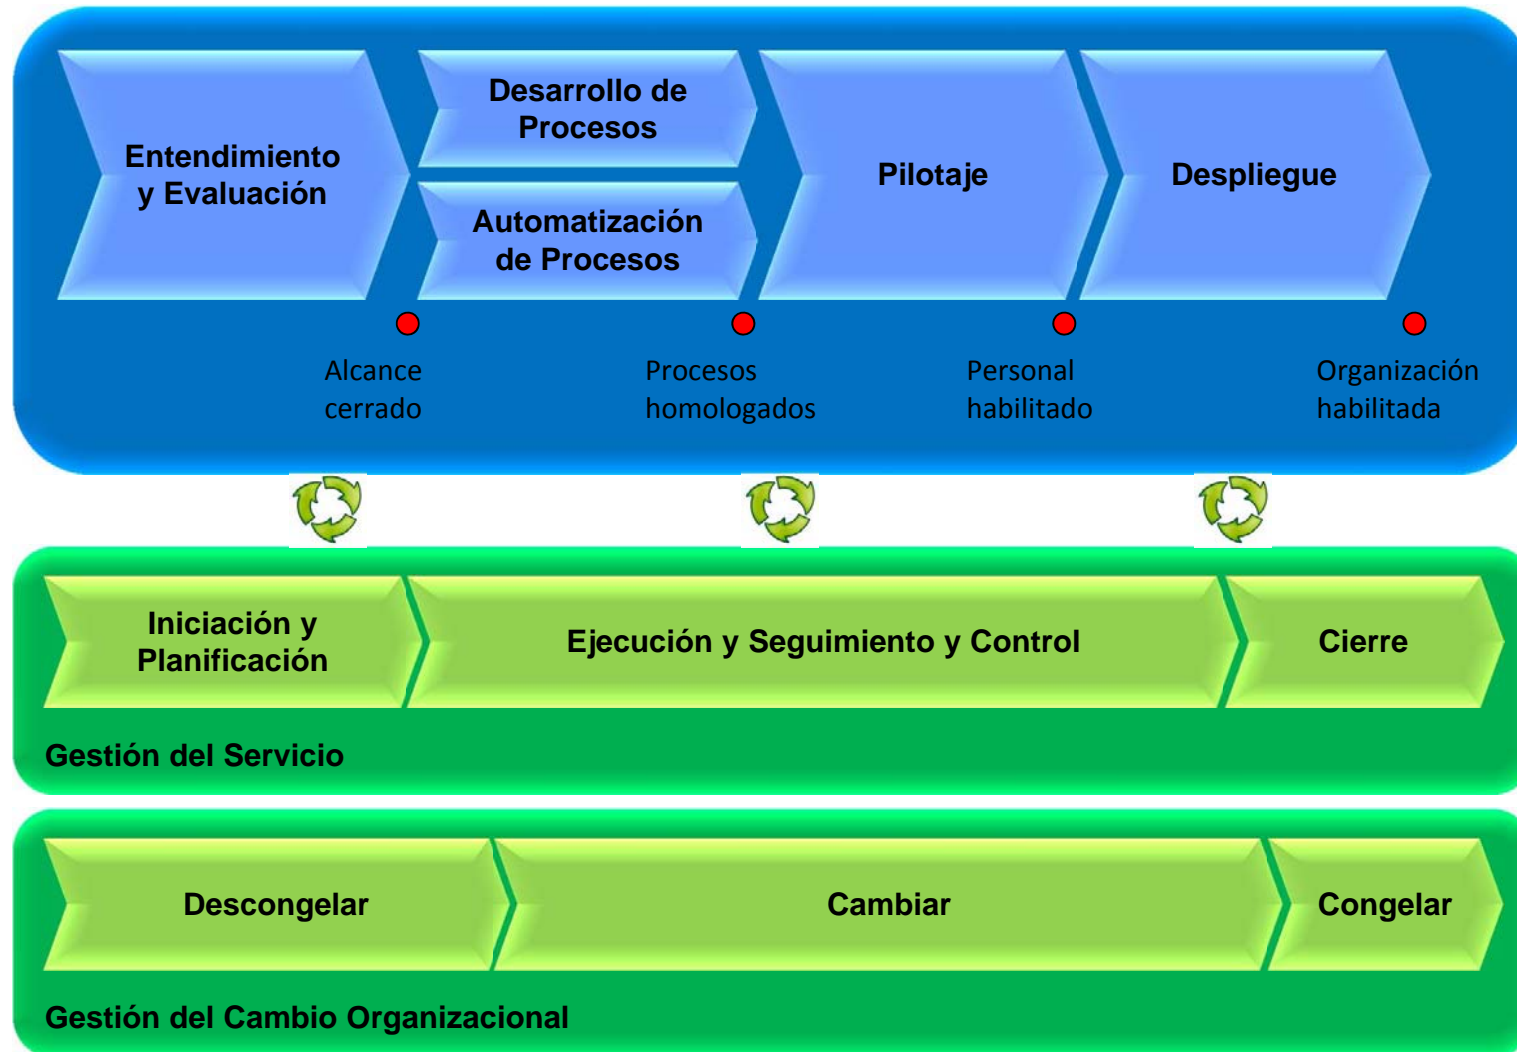 Entendimiento
y Evaluación
Desarrollo de
Procesos
Automatización
de Procesos
Pilotaje
Despliegue
Alcance
cerrado
Procesos
homologados
Personal
habilitado
Organización
habilitada
Iniciación y
Planificación
Ejecución y Seguimiento y Control
Cierre
Gestión del Servicio
Descongelar
Cambiar
Congelar
Gestión del Cambio Organizacional